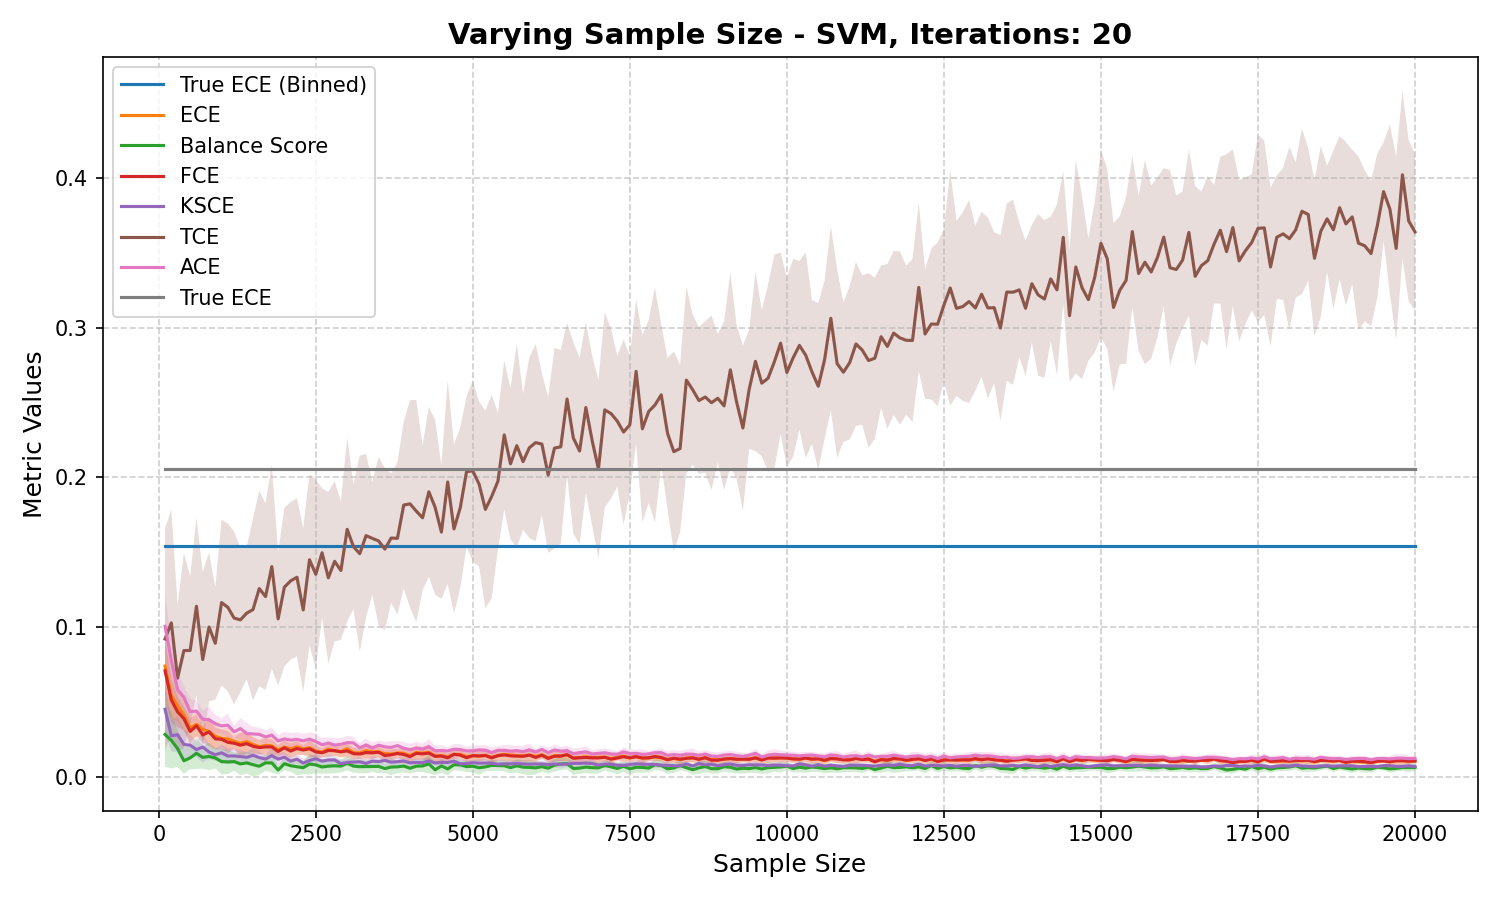 Varying Sample Size - SVM, Iterations: 20
True ECE (Binned)
ECE
Balance Score
FCE
KSCE
TCE
ACE
True ECE
Metric Values
0.4
0.3
0.2
0.1
0.0
0 2500 5000 7500 10000 12500 15000 17500 20000
Sample Size